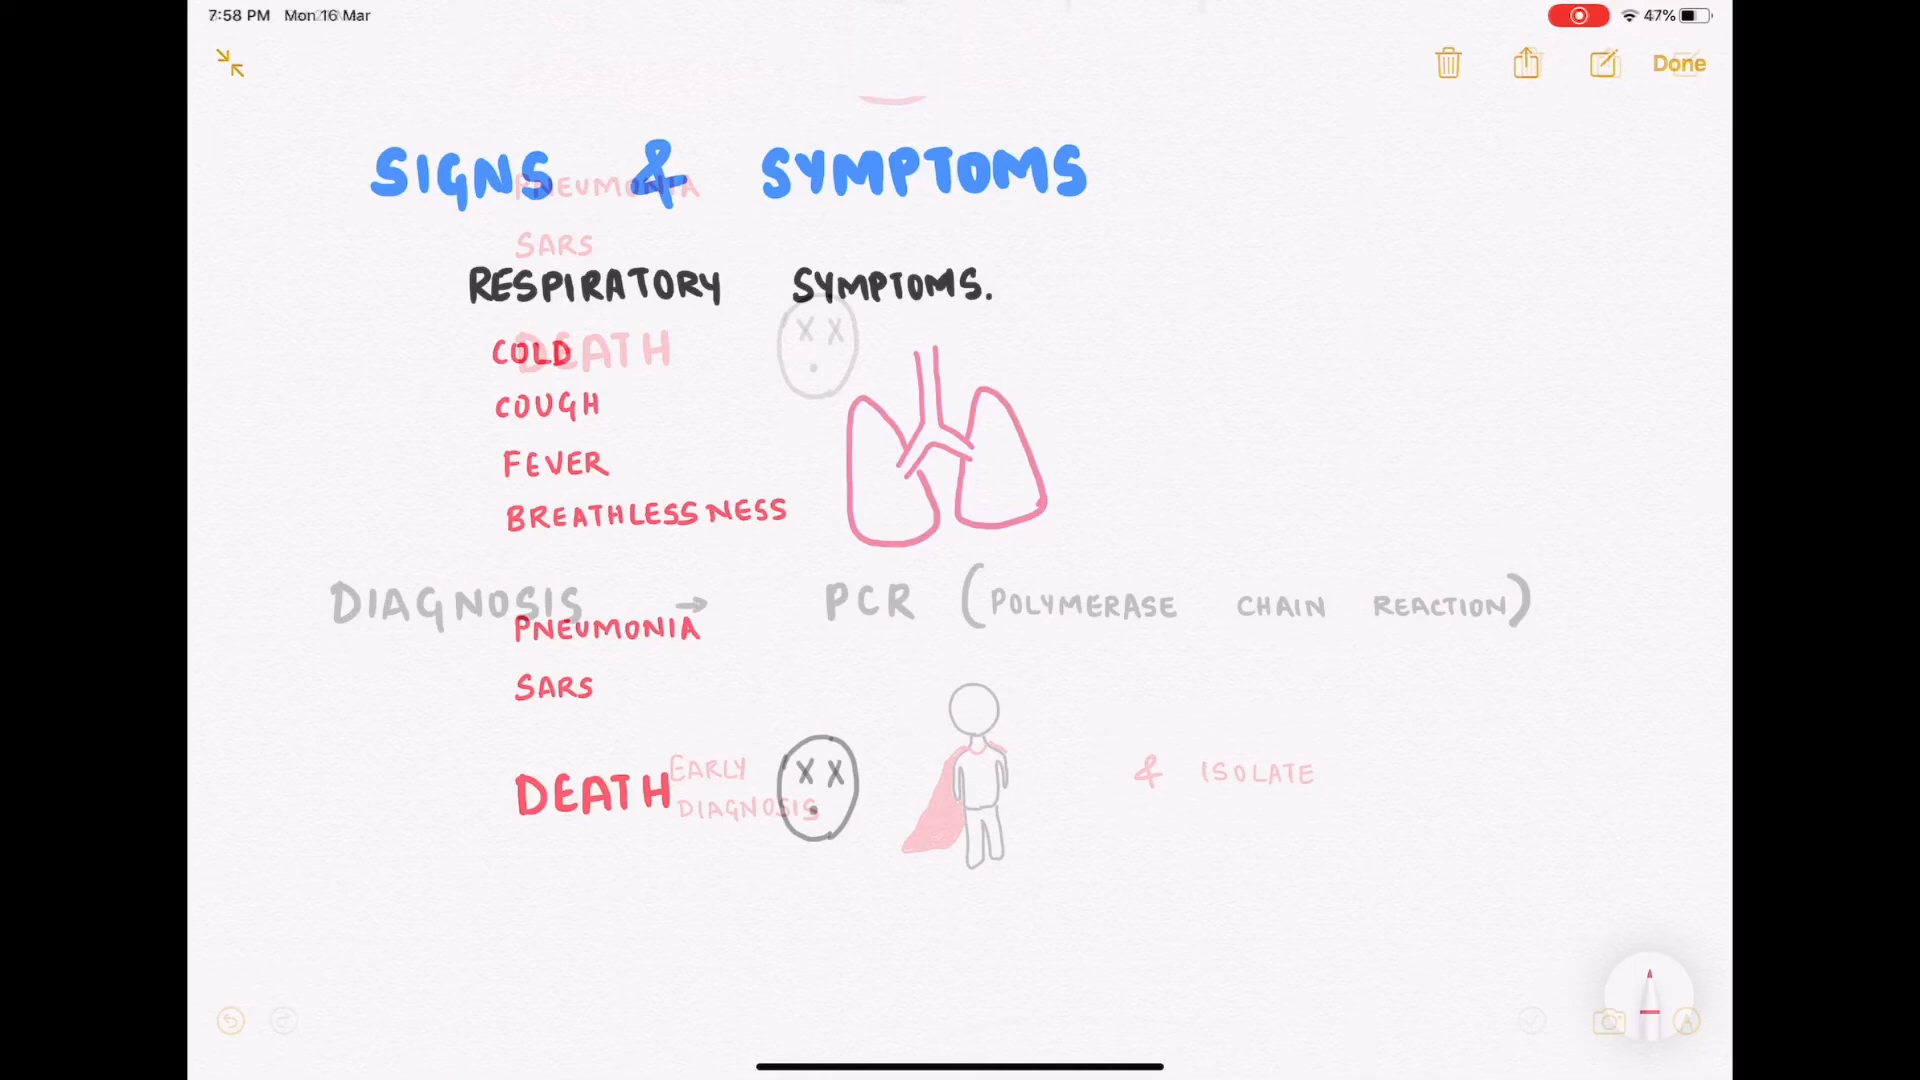 7:58 PM Mon 16 Mar
47%
Done
SIGNS & SYMPTOMS
PNEUMONIA
SARS
RESPIRATORY SYMPTOMS.
DEATH
COLD
COUGH
FEVER
BREATHLESSNESS
DIAGNOSIS → PCR (POLYMERASE CHAIN REACTION)
PNEUMONIA
SARS
EARLY
DIAGNOSIS
& ISOLATE
DEATH